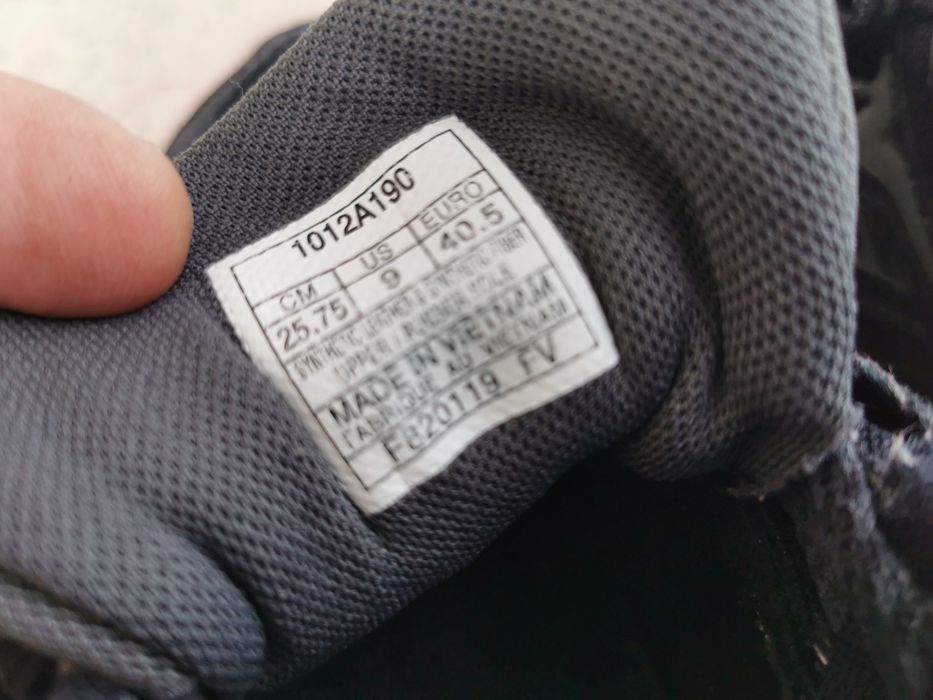 1012A190
CM US EURO
25.75 9 40.5
SYNTHETIC LEATHER & SYNTHETIC FIBER
UPPER / RUBBER SOLE
MADE IN VIETNAM
FABRIQUE AU VIETNAM
F820119 FV